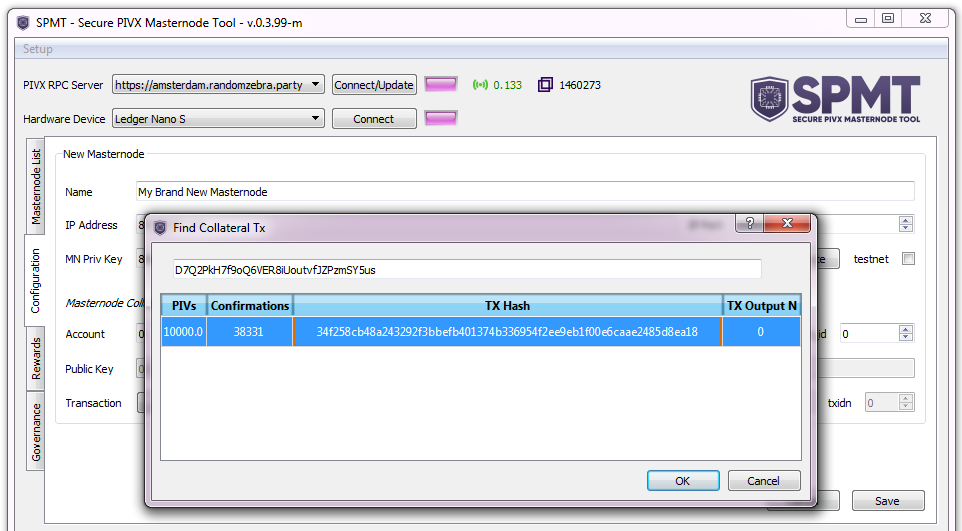 SPMT - Secure PIVX Masternode Tool - v.0.3.99-m
Setup
PIVX RPC Server https://amsterdam.randomzebra.party Connect/Update 0.133 1460273
Hardware Device Ledger Nano S Connect
SPMT
SECURE PIVX MASTERNODE TOOL
Masternode List
Configuration
Rewards
Governance
New Masternode
Name My Brand New Masternode
IP Address 8
MN Priv Key 8 testnet
Masternode Coll
Account 0 id 0
Public Key 0
Transaction txidn 0
Save
Find Collateral Tx
?
D7Q2PkH7f9oQ6VER8iUoutvfJZPzmSY5us
PIVs Confirmations TX Hash TX Output N
10000.0 38331 34f258cb48a243292f3bbefb401374b336954f2ee9eb1f00e6caae2485d8ea18 0
OK Cancel